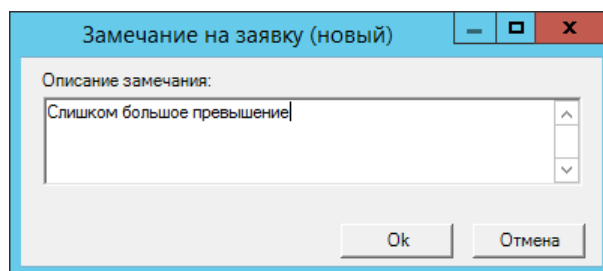 Замечание на заявку (новый)
Описание замечания:
Слишком большое превышение
Ok
Отмена